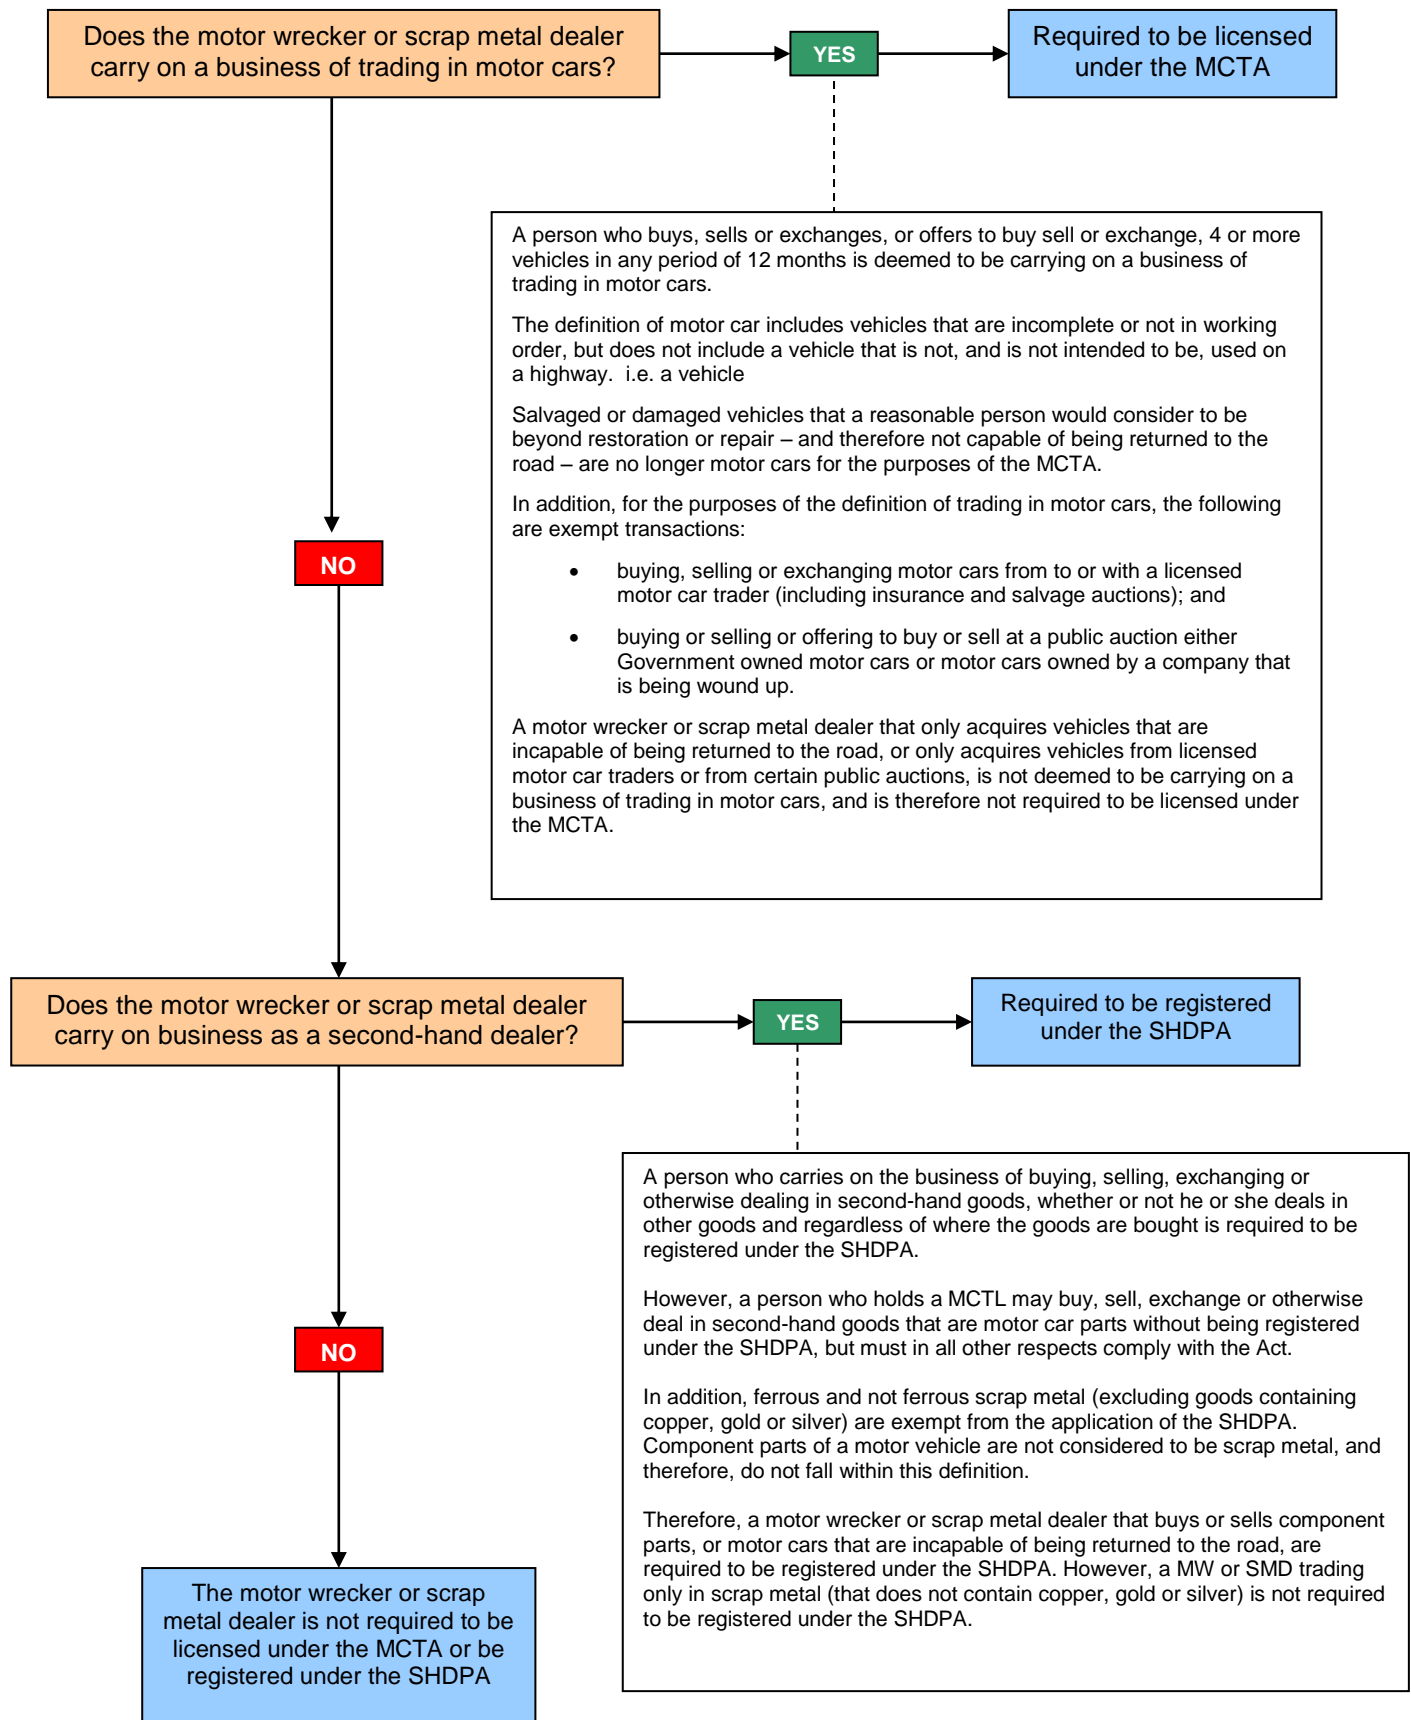 Does the motor wrecker or scrap metal dealer
carry on a business of trading in motor cars?
YES
Required to be licensed
under the MCTA
A person who buys, sells or exchanges, or offers to buy sell or exchange, 4 or more
vehicles in any period of 12 months is deemed to be carrying on a business of
trading in motor cars.
The definition of motor car includes vehicles that are incomplete or not in working
order, but does not include a vehicle that is not, and is not intended to be, used on
a highway.  i.e. a vehicle
Salvaged or damaged vehicles that a reasonable person would consider to be
beyond restoration or repair – and therefore not capable of being returned to the
road – are no longer motor cars for the purposes of the MCTA.
In addition, for the purposes of the definition of trading in motor cars, the following
are exempt transactions:
• buying, selling or exchanging motor cars from to or with a licensed
motor car trader (including insurance and salvage auctions); and
• buying or selling or offering to buy or sell at a public auction either
Government owned motor cars or motor cars owned by a company that
is being wound up.
A motor wrecker or scrap metal dealer that only acquires vehicles that are
incapable of being returned to the road, or only acquires vehicles from licensed
motor car traders or from certain public auctions, is not deemed to be carrying on a
business of trading in motor cars, and is therefore not required to be licensed under
the MCTA.
NO
Does the motor wrecker or scrap metal dealer
carry on business as a second-hand dealer?
YES
Required to be registered
under the SHDPA
A person who carries on the business of buying, selling, exchanging or
otherwise dealing in second-hand goods, whether or not he or she deals in
other goods and regardless of where the goods are bought is required to be
registered under the SHDPA.
However, a person who holds a MCTL may buy, sell, exchange or otherwise
deal in second-hand goods that are motor car parts without being registered
under the SHDPA, but must in all other respects comply with the Act.
In addition, ferrous and not ferrous scrap metal (excluding goods containing
copper, gold or silver) are exempt from the application of the SHDPA.
Component parts of a motor vehicle are not considered to be scrap metal, and
therefore, do not fall within this definition.
Therefore, a motor wrecker or scrap metal dealer that buys or sells component
parts, or motor cars that are incapable of being returned to the road, are
required to be registered under the SHDPA. However, a MW or SMD trading
only in scrap metal (that does not contain copper, gold or silver) is not required
to be registered under the SHDPA.
NO
The motor wrecker or scrap
metal dealer is not required to be
licensed under the MCTA or be
registered under the SHDPA